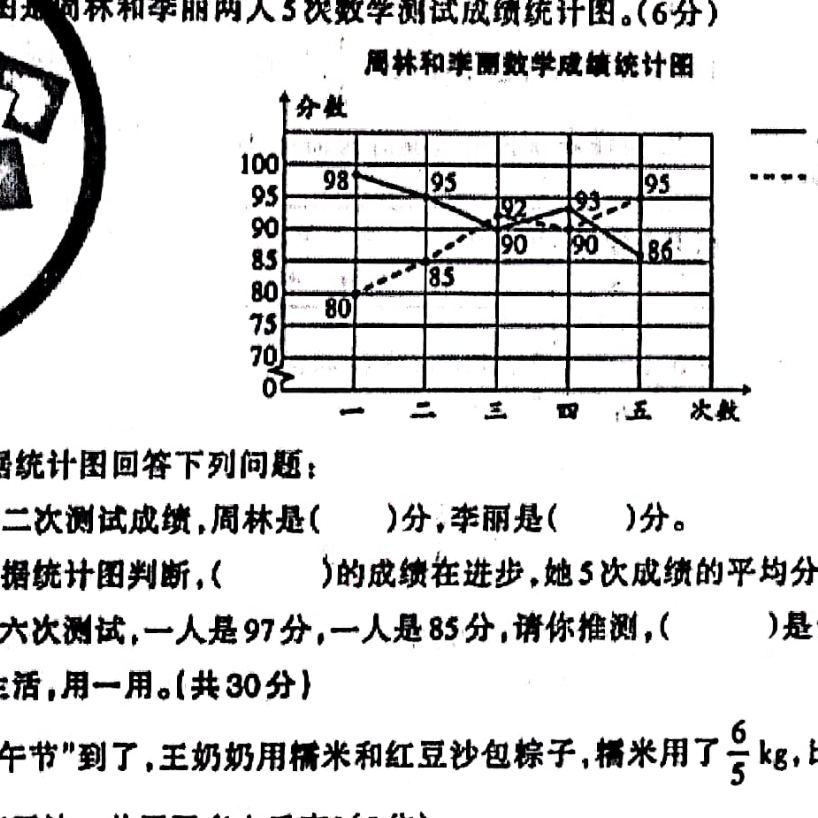 周林和李丽两人5次数学测试成绩统计图。(6分)
周林和李丽数学成绩统计图
分数
100
95
90
85
80
75
70
0
98
95
92
93
95
90
90
86
85
80
一 二 三 四 五 次数
据统计图回答下列问题:
二次测试成绩,周林是( )分,李丽是( )分。
据统计图判断,( )的成绩在进步,她5次成绩的平均分
六次测试,一人是97分,一人是85分,请你推测,( )是
生活,用一用。(共30分)
午节"到了,王奶奶用糯米和红豆沙包粽子,糯米用了6/5 kg,